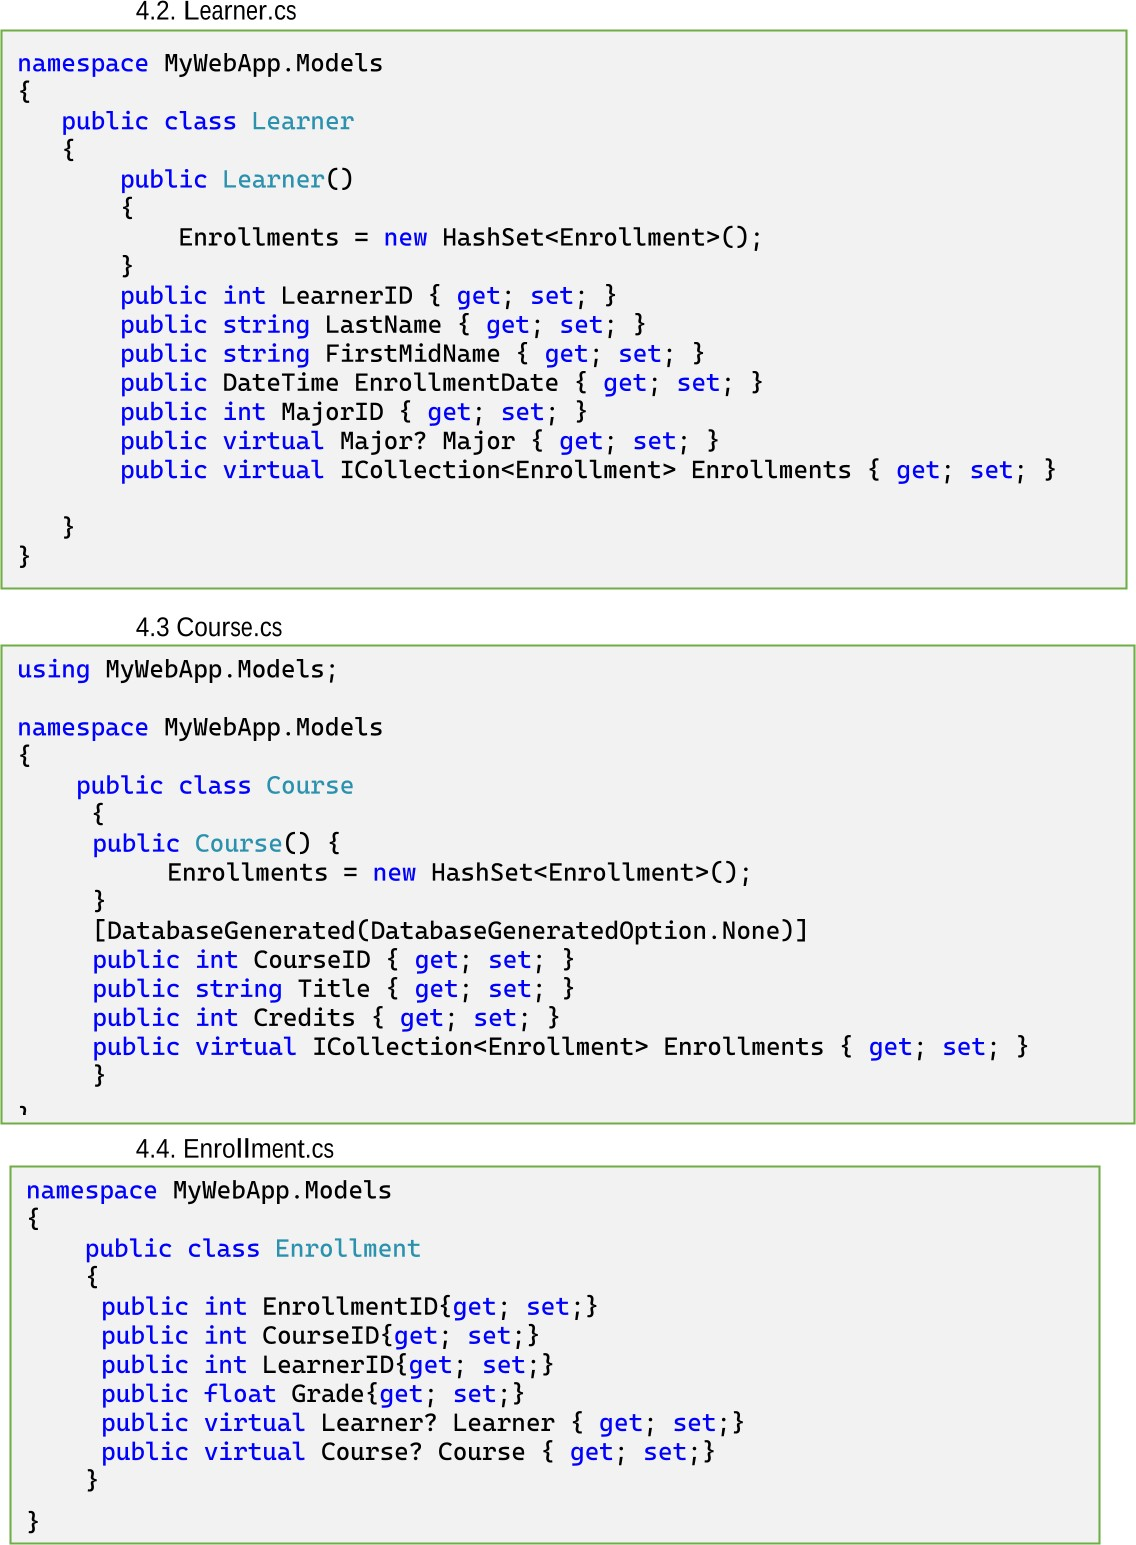 4.2. Learner.cs
namespace MyWebApp.Models
{
public class Learner
{
public Learner()
{
Enrollments = new HashSet<Enrollment>();
}
public int LearnerID { get; set; }
public string LastName { get; set; }
public string FirstMidName { get; set; }
public DateTime EnrollmentDate { get; set; }
public int MajorID { get; set; }
public virtual Major? Major { get; set; }
public virtual ICollection<Enrollment> Enrollments { get; set; }
}
}
4.3 Course.cs
using MyWebApp.Models;
namespace MyWebApp.Models
{
public class Course
{
public Course() {
Enrollments = new HashSet<Enrollment>();
}
[DatabaseGenerated(DatabaseGeneratedOption.None)]
public int CourseID { get; set; }
public string Title { get; set; }
public int Credits { get; set; }
public virtual ICollection<Enrollment> Enrollments { get; set; }
}
}
4.4. Enrollment.cs
namespace MyWebApp.Models
{
public class Enrollment
{
public int EnrollmentID{get; set;}
public int CourseID{get; set;}
public int LearnerID{get; set;}
public float Grade{get; set;}
public virtual Learner? Learner { get; set;}
public virtual Course? Course { get; set;}
}
}